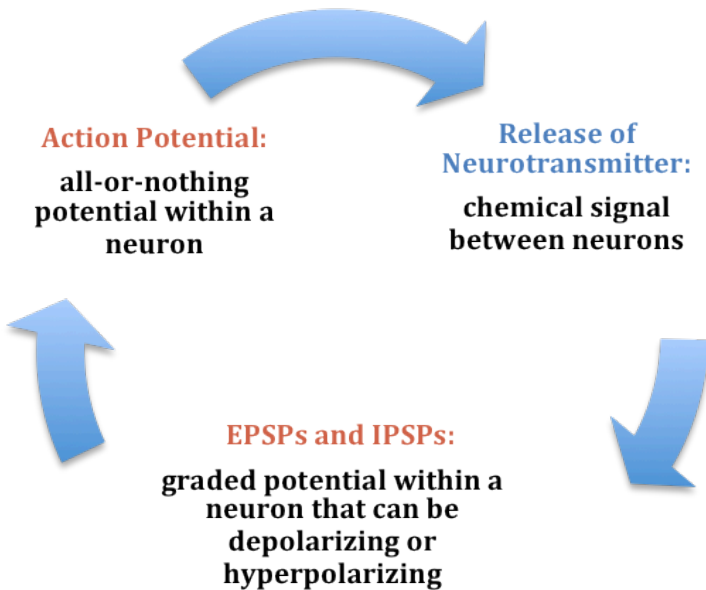 Action Potential:
all-or-nothing
potential within a
neuron
Release of
Neurotransmitter:
chemical signal
between neurons
EPSPs and IPSPs:
graded potential within a
neuron that can be
depolarizing or
hyperpolarizing